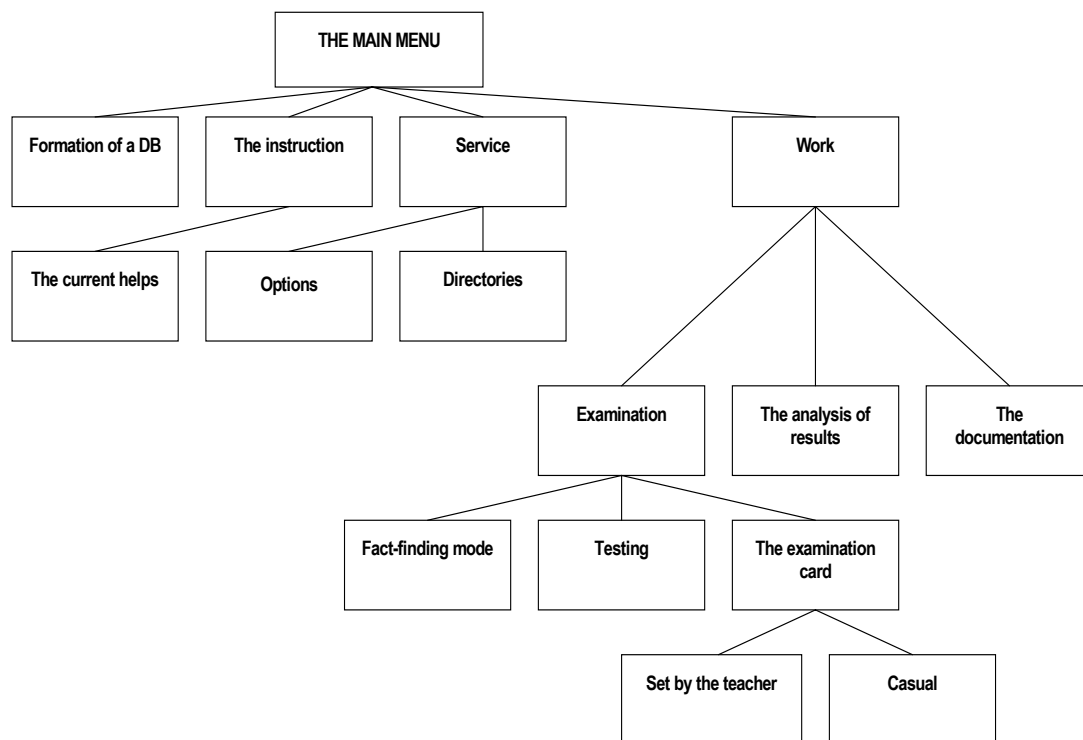 THE MAIN MENU
Formation of a DB
The instruction
Service
Work
The current helps
Options
Directories
Examination
The analysis of
results
The
documentation
Fact-finding mode
Testing
The examination
card
Set by the teacher
Casual